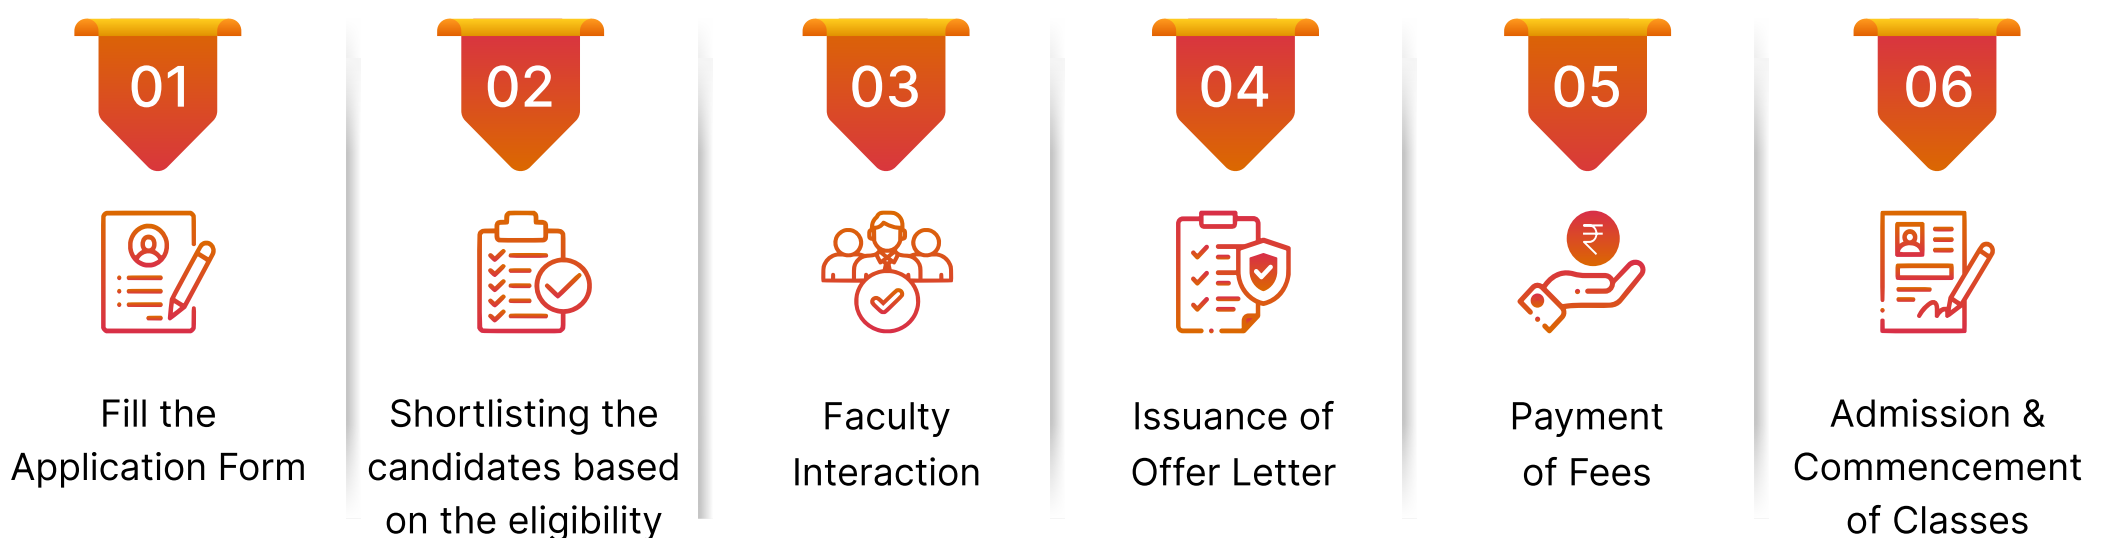 01
Fill the
Application Form
02
Shortlisting the
candidates based
on the eligibility
03
Faculty
Interaction
04
Issuance of
Offer Letter
05
₹
Payment
of Fees
06
Admission &
Commencement
of Classes